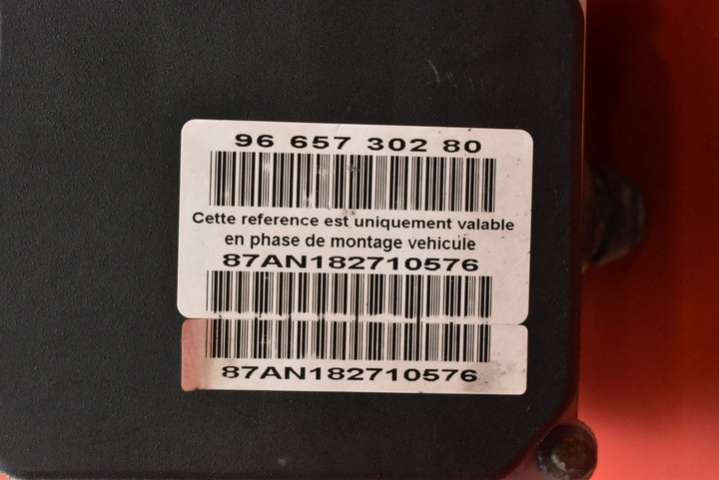 96 657 302 80
Cette reference est uniquement valable
en phase de montage vehicule
87AN182710576
87AN182710576